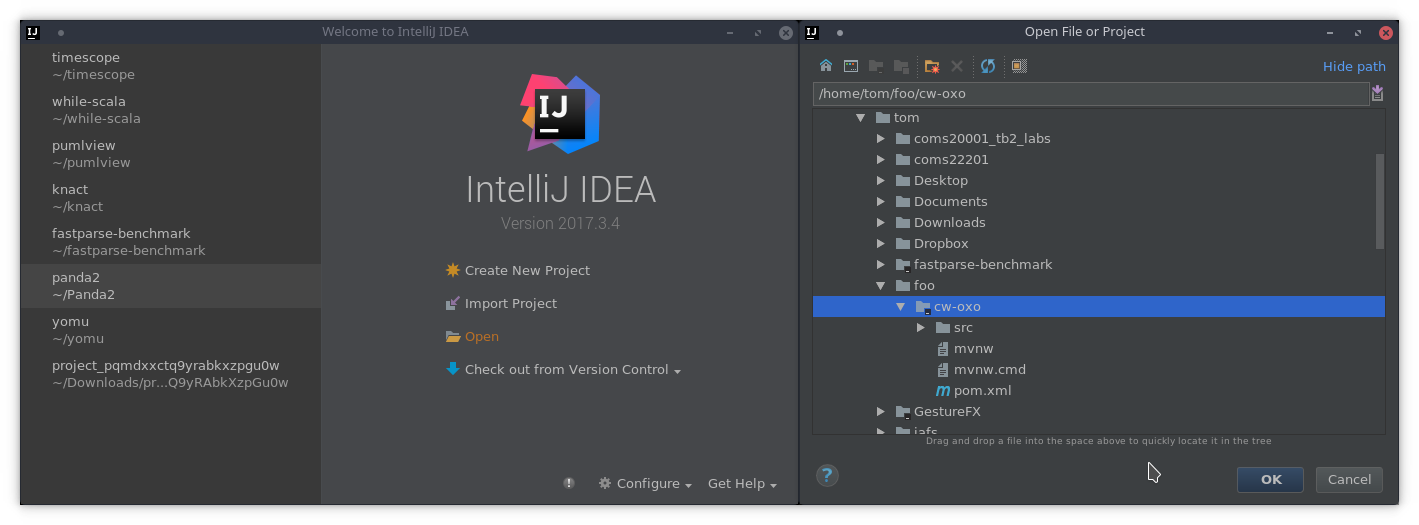 Welcome to IntelliJ IDEA
timescope
~/timescope
while-scala
~/while-scala
pumlview
~/pumlview
knact
~/knact
fastparse-benchmark
~/fastparse-benchmark
panda2
~/Panda2
yomu
~/yomu
project_pqmdxxctq9yrabkxzpgu0w
~/Downloads/pr...Q9yRAbkXzpGu0w
IJ
IntelliJ IDEA
Version 2017.3.4
Create New Project
Import Project
Open
Check out from Version Control
Configure
Get Help
Open File or Project
Hide path
/home/tom/foo/cw-oxo
tom
coms20001_tb2_labs
coms22201
Desktop
Documents
Downloads
Dropbox
fastparse-benchmark
foo
cw-oxo
src
mvnw
mvnw.cmd
pom.xml
GestureFX
iafs
Drag and drop a file into the space above to quickly locate it in the tree
?
OK
Cancel